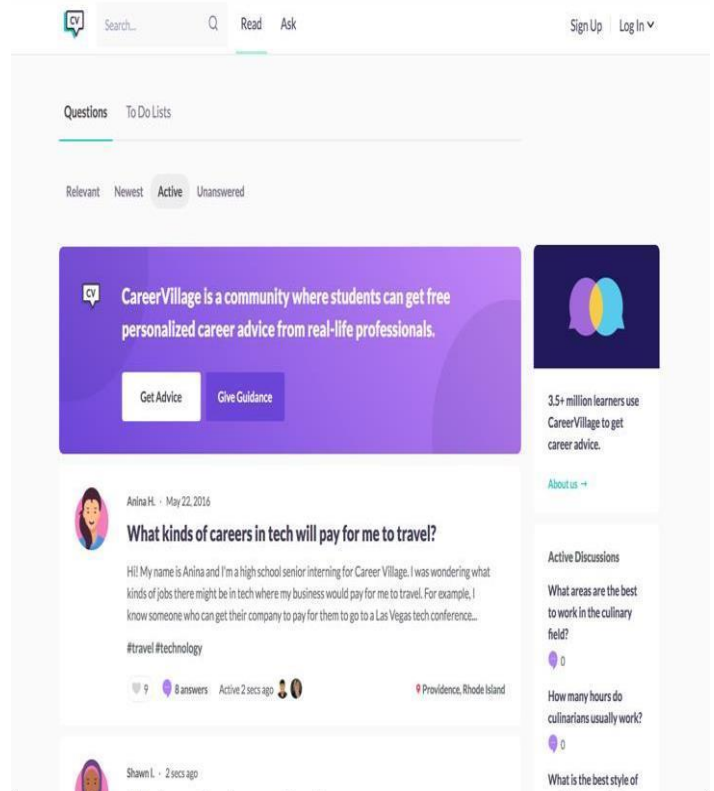 CV
Search...
Read
Ask
Sign Up
Log In
Questions
To Do Lists
Relevant
Newest
Active
Unanswered
CV
CareerVillage is a community where students can get free
personalized career advice from real-life professionals.
Get Advice
Give Guidance
Anina H. · May 22, 2016
What kinds of careers in tech will pay for me to travel?
Hi! My name is Anina and I'm a high school senior interning for Career Village. I was wondering what
kinds of jobs there might be in tech where my business would pay for me to travel. For example, I
know someone who can get their company to pay for them to go to a Las Vegas tech conference...
#travel #technology
9
8 answers
Active 2 secs ago
Providence, Rhode Island
Shawn L. · 2 secs ago
3.5+ million learners use
CareerVillage to get
career advice.
About us →
Active Discussions
What areas are the best
to work in the culinary
field?
0
How many hours do
culinarians usually work?
0
What is the best style of